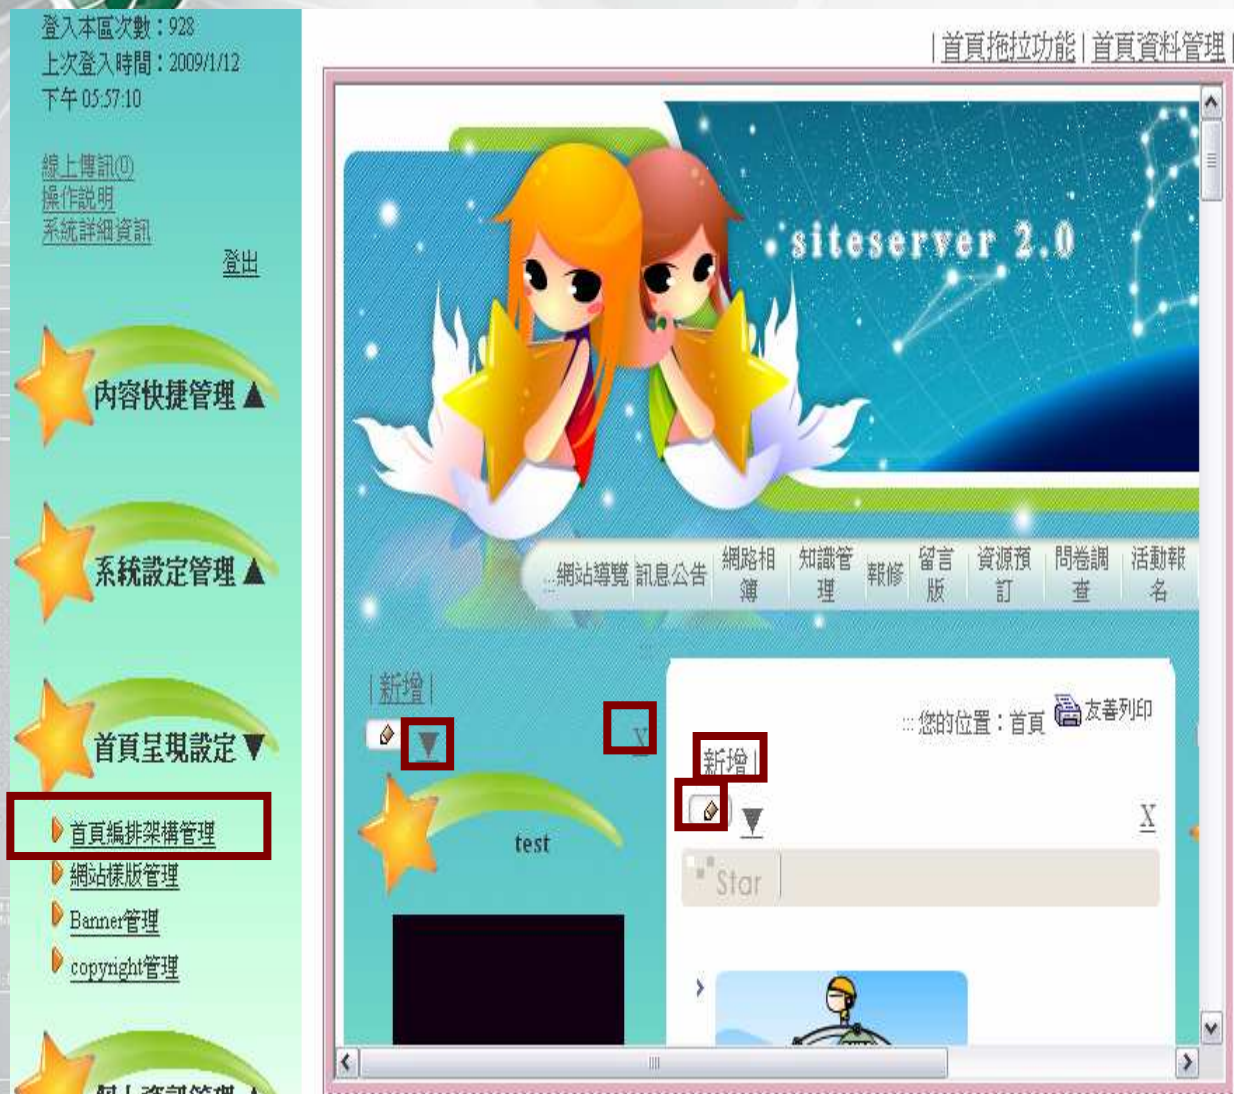 登入本區次數：928
上次登入時間：2009/1/12
下午 05:57:10
線上傳訊(0)
操作說明
系統詳細資訊
登出
內容快捷管理▲
系統設定管理▲
首頁呈現設定▼
首頁編排架構管理
網站樣版管理
Banner管理
copyright管理
個人資訊管理▲
|首頁拖拉功能|首頁資料管理|
siteserver 2.0
:::網站導覽
訊息公告
網路相
簿
知識管
理
報修
留言
版
資源預
訂
問卷調
查
活動報
名
:::
|新增|
▼
X
test
:::您的位置：首頁
友善列印
新增|
▼
X
Star